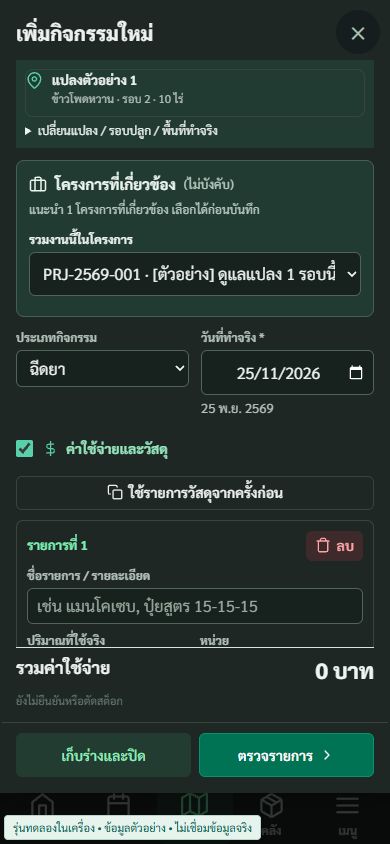 เพิ่มกิจกรรมใหม่
แปลงตัวอย่าง 1
ข้าวโพดหวาน · รอบ 2 · 10 ไร่
เปลี่ยนแปลง / รอบปลูก / พื้นที่ทำจริง
โครงการที่เกี่ยวข้อง (ไม่บังคับ)
แนะนำ 1 โครงการที่เกี่ยวข้อง เลือกได้ก่อนบันทึก
รวมงานนี้ในโครงการ
PRJ-2569-001 · [ตัวอย่าง] ดูแลแปลง 1 รอบนี้
ประเภทกิจกรรม
วันที่ทำจริง *
ฉีดยา
25/11/2026
25 พ.ย. 2569
ค่าใช้จ่ายและวัสดุ
ใช้รายการวัสดุจากครั้งก่อน
รายการที่ 1
ลบ
ชื่อรายการ / รายละเอียด
เช่น แมนโคเซบ, ปุ๋ยสูตร 15-15-15
ปริมาณที่ใช้จริง
หน่วย
รวมค่าใช้จ่าย
0 บาท
ยังไม่ยืนยันหรือตัดสต็อก
เก็บร่างและปิด
ตรวจรายการ
รุ่นทดลองในเครื่อง • ข้อมูลตัวอย่าง • ไม่เชื่อมข้อมูลจริง
คลัง
เมนู